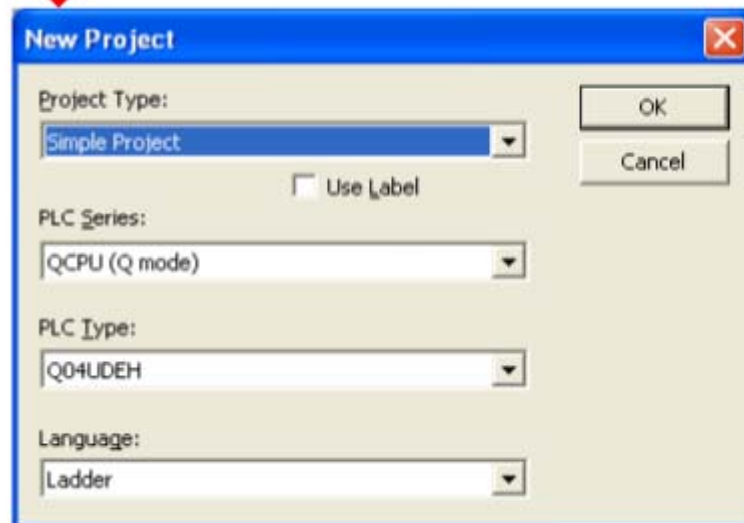 New Project
Project Type:
OK
Simple Project
Cancel
Use Label
PLC Series:
QCPU (Q mode)
PLC Type:
Q04UDEH
Language:
Ladder